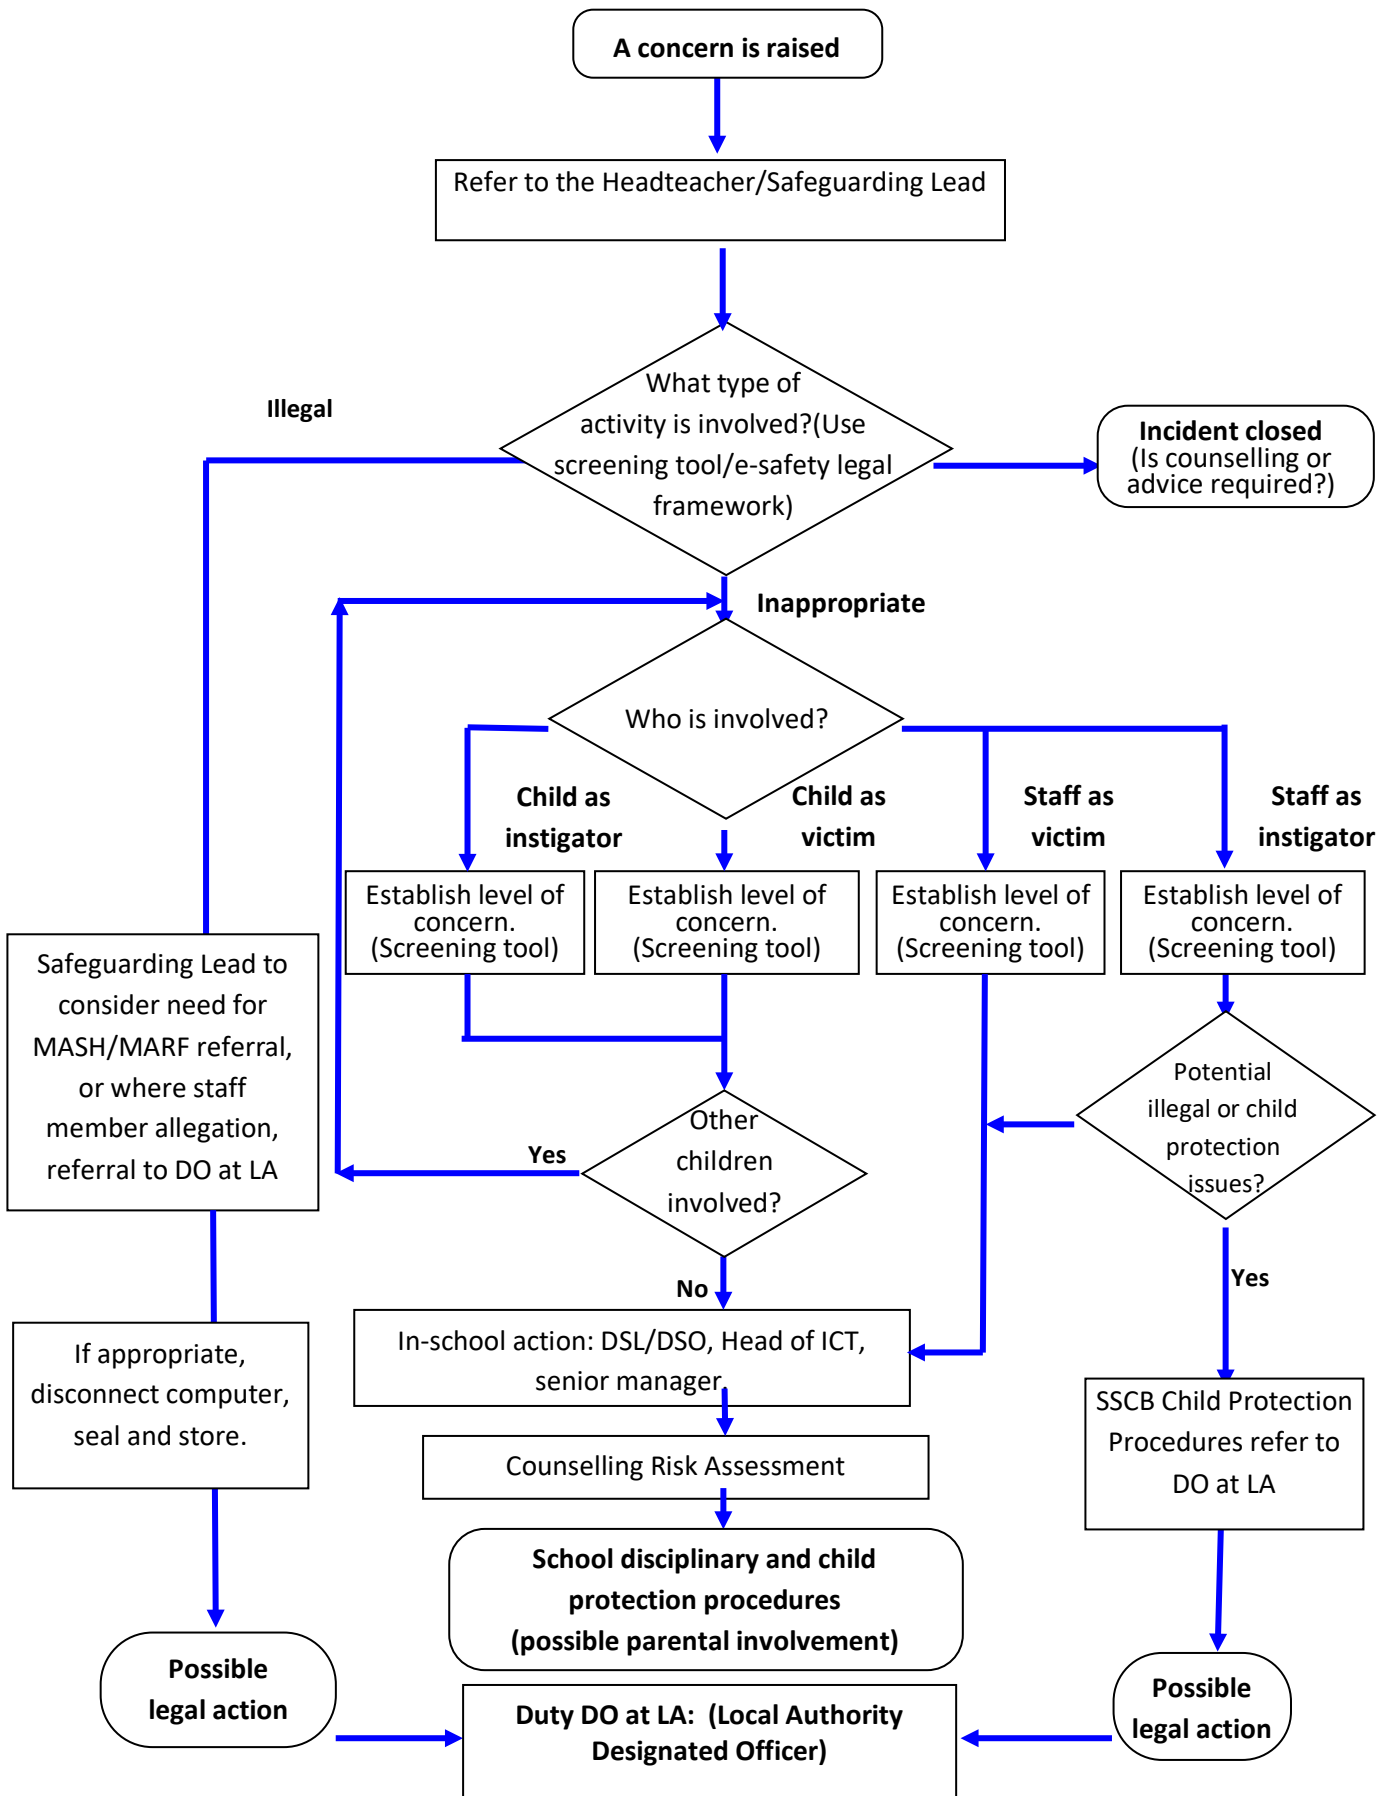 A concern is raised
Refer to the Headteacher/Safeguarding Lead
What type of
activity is involved?(Use
screening tool/e-safety legal
framework)
Illegal
Incident closed
(Is counselling or
advice required?)
Inappropriate
Who is involved?
Child as
instigator
Child as
victim
Staff as
victim
Staff as
instigator
Establish level of
concern.
(Screening tool)
Establish level of
concern.
(Screening tool)
Establish level of
concern.
(Screening tool)
Establish level of
concern.
(Screening tool)
Safeguarding Lead to
consider need for
MASH/MARF referral,
or where staff
member allegation,
referral to DO at LA
Potential
illegal or child
protection
issues?
Other
children
involved?
Yes
No
Yes
In-school action: DSL/DSO, Head of ICT,
senior manager.
If appropriate,
disconnect computer,
seal and store.
SSCB Child Protection
Procedures refer to
DO at LA
Counselling Risk Assessment
School disciplinary and child
protection procedures
(possible parental involvement)
Possible
legal action
Possible
legal action
Duty DO at LA:  (Local Authority
Designated Officer)